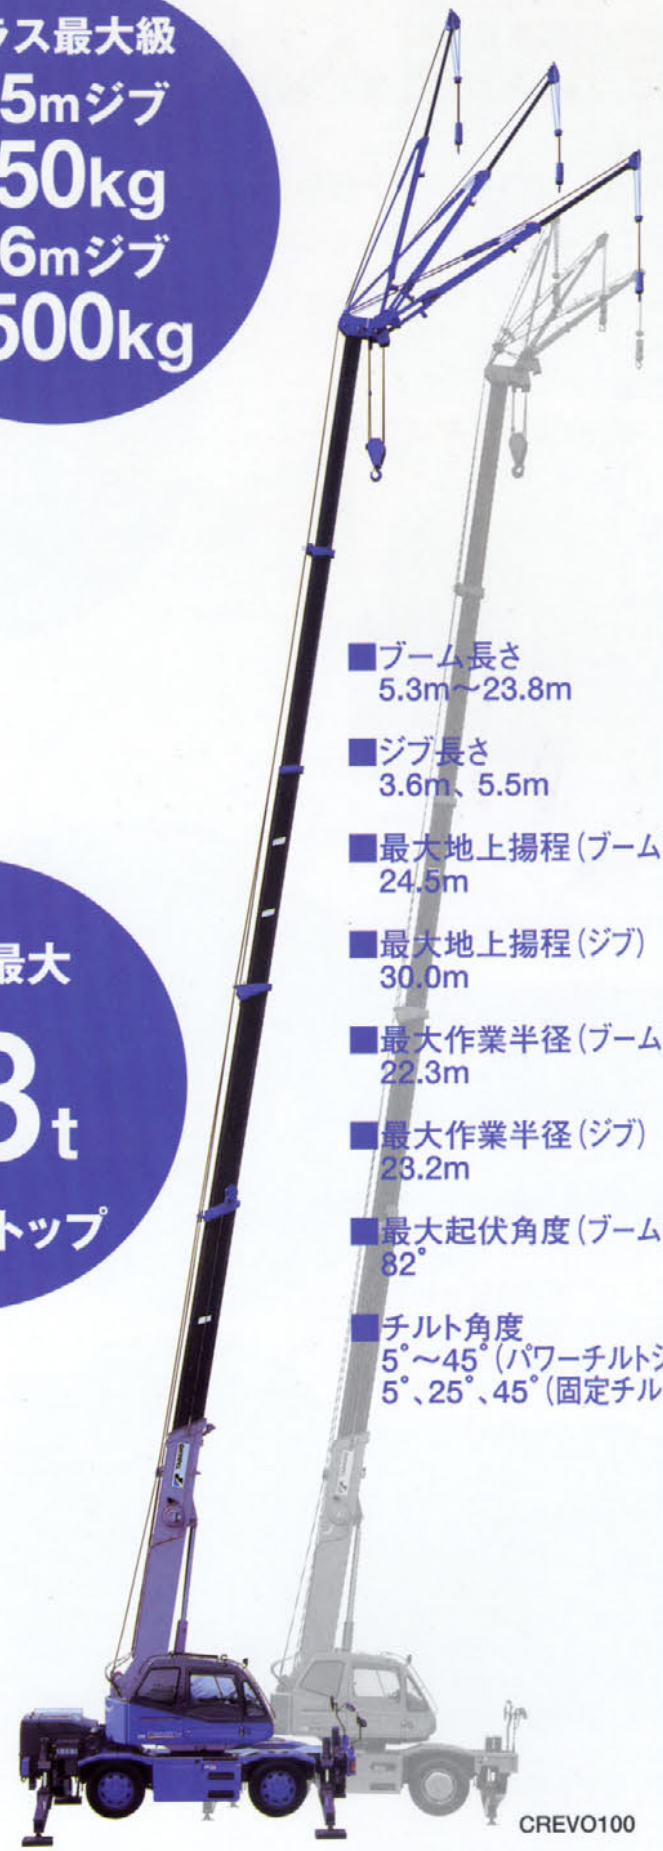 ラス最大級
5mジブ
50kg
6mジブ
500kg
■ブーム長さ
5.3m～23.8m
■ジブ長さ
3.6m、5.5m
■最大地上揚程(ブーム
24.5m
■最大地上揚程(ジブ)
30.0m
■最大作業半径(ブーム
22.3m
■最大作業半径(ジブ)
23.2m
■最大起伏角度(ブーム
82°
■チルト角度
5°～45°(パワーチルトジ
5°、25°、45°(固定チル
最大
3t
トップ
CREVO100